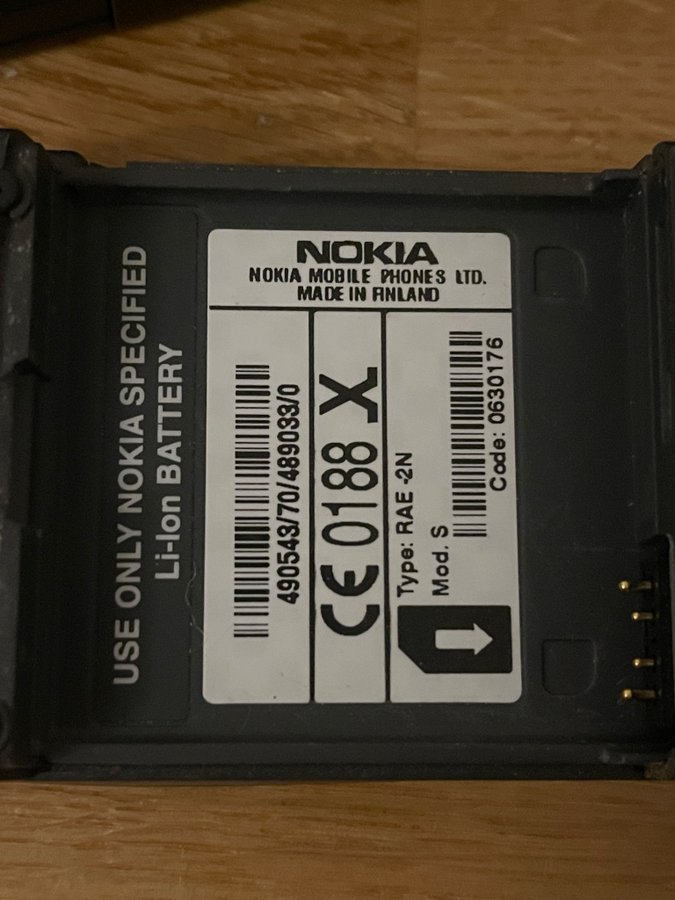 USE ONLY NOKIA SPECIFIED
Li-Ion BATTERY
NOKIA
NOKIA MOBILE PHONES LTD.
MADE IN FINLAND
490543/70/489033/0
CE 0188 X
Type: RAE -2N
Mod. S
Code: 0630176